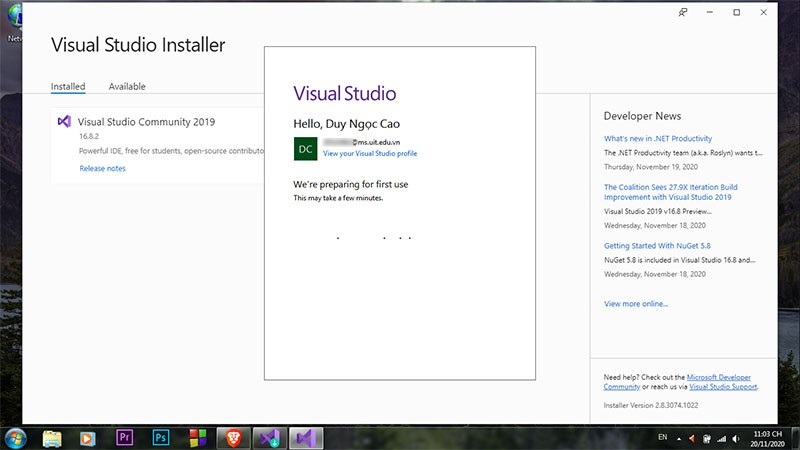 Netw
Visual Studio Installer
Installed
Available
Visual Studio Community 2019
16.8.2
Powerful IDE, free for students, open-source contributo
Release notes
Visual Studio
Hello, Duy Ngọc Cao
DC
@ms.uit.edu.vn
View your Visual Studio profile
We're preparing for first use
This may take a few minutes.
Developer News
What's new in .NET Productivity
The .NET Productivity team (a.k.a. Roslyn) wants t...
Thursday, November 19, 2020
The Coalition Sees 27.9X Iteration Build
Improvement with Visual Studio 2019
Visual Studio 2019 v16.8 Preview...
Wednesday, November 18, 2020
Getting Started With NuGet 5.8
NuGet 5.8 is included in Visual Studio 16.8 and...
Wednesday, November 18, 2020
View more online...
Need help? Check out the Microsoft Developer
Community or reach us via Visual Studio Support.
Installer Version 2.8.3074.1022
Pr
Ps
EN
11:03 CH
20/11/2020